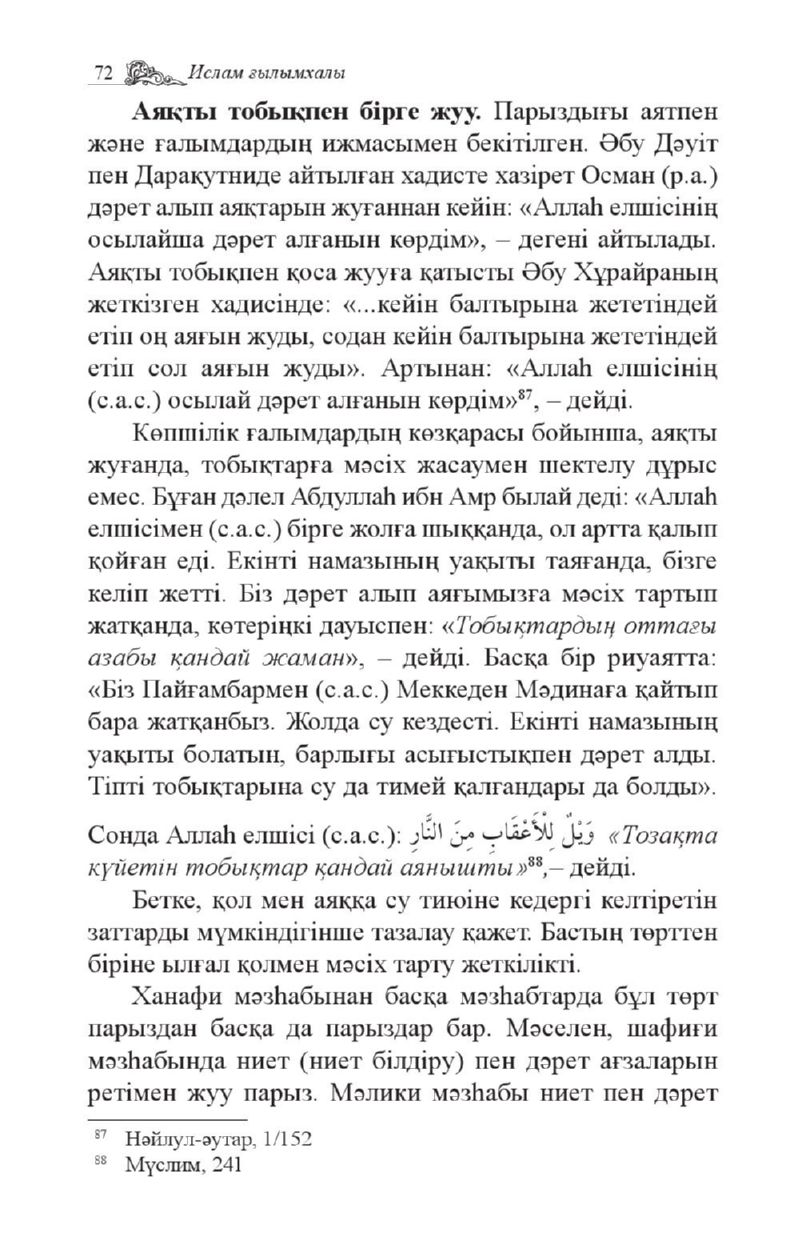 72 Ислам ғылымхалы
Аяқты тобықпен бірге жуу. Парыздығы аятпен
және ғалымдардың ижмасымен бекітілген. Әбу Дәуіт
пен Дарақутниде айтылған хадисте хазірет Осман (р.а.)
дәрет алып аяқтарын жуғаннан кейін: «Аллаһ елшісінің
осылайша дәрет алғанын көрдім», – дегені айтылады.
Аяқты тобықпен қоса жууға қатысты Әбу Хұрайраның
жеткізген хадисінде: «...кейін балтырына жететіндей
етіп оң аяғын жуды, содан кейін балтырына жететіндей
етіп сол аяғын жуды». Артынан: «Аллаһ елшісінің
(с.а.с.) осылай дәрет алғанын көрдім»⁸⁷, – дейді.
Көпшілік ғалымдардың көзқарасы бойынша, аяқты
жуғанда, тобықтарға мәсіх жасаумен шектелу дұрыс
емес. Бұған дәлел Абдуллаһ ибн Амр былай деді: «Аллаһ
елшісімен (с.а.с.) бірге жолға шыққанда, ол артта қалып
қойған еді. Екінті намазының уақыты таяғанда, бізге
келіп жетті. Біз дәрет алып аяғымызға мәсіх тартып
жатқанда, көтеріңкі дауыспен: «Тобықтардың оттағы
азабы қандай жаман», – дейді. Басқа бір риуаятта:
«Біз Пайғамбармен (с.а.с.) Меккеден Мәдинаға қайтып
бара жатқанбыз. Жолда су кездесті. Екінті намазының
уақыты болатын, барлығы асығыстықпен дәрет алды.
Тіпті тобықтарына су да тимей қалғандары да болды».
Сонда Аллаһ елшісі (с.а.с.): وَيْلٌ لِلْأَعْقَابِ مِنَ النَّارِ «Тозақта
күйетін тобықтар қандай аянышты»⁸⁸,– дейді.
Бетке, қол мен аяққа су тиюіне кедергі келтіретін
заттарды мүмкіндігінше тазалау қажет. Бастың төрттен
біріне ылғал қолмен мәсіх тарту жеткілікті.
Ханафи мәзһабынан басқа мәзһабтарда бұл төрт
парыздан басқа да парыздар бар. Мәселен, шафиғи
мәзһабында ниет (ниет білдіру) пен дәрет ағзаларын
ретімен жуу парыз. Мәлики мәзһабы ниет пен дәрет
⁸⁷ Нәйлул-әутар, 1/152
⁸⁸ Мүслим, 241